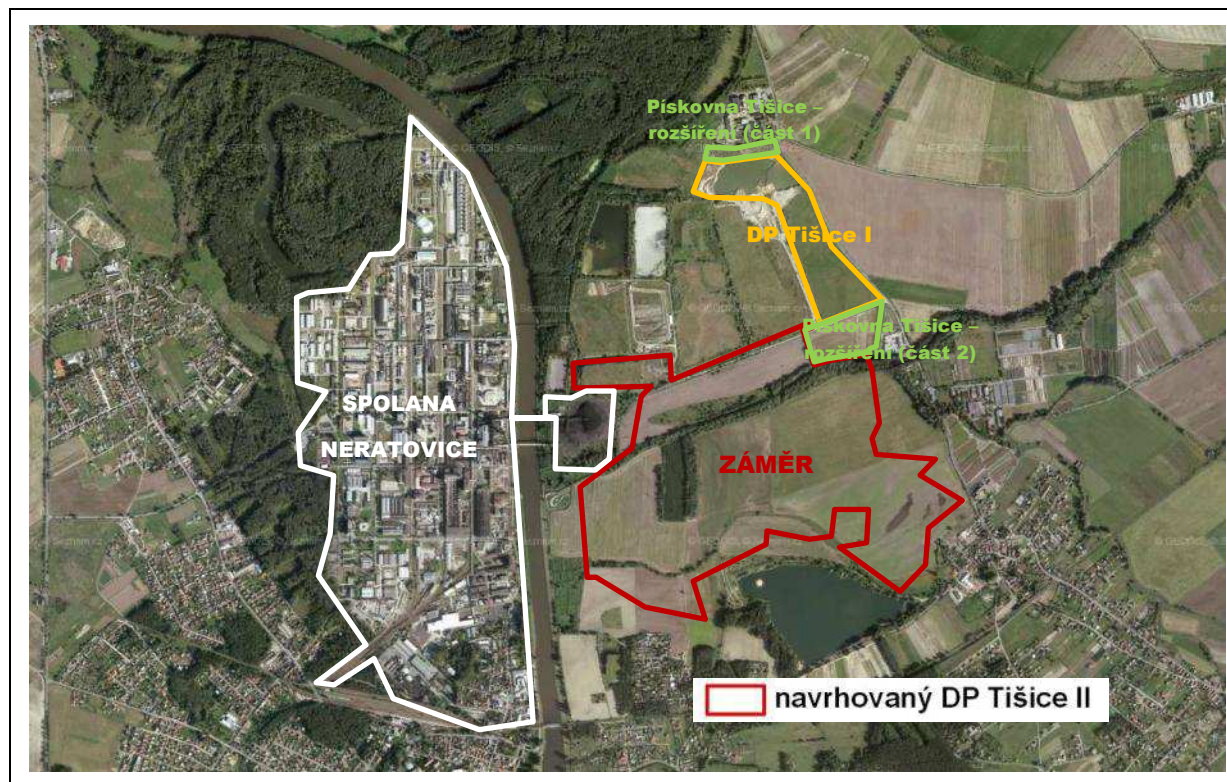 Pískovna Tišice –
rozšíření (část 1)
DP Tišice I
Pískovna Tišice –
rozšíření (část 2)
SPOLANA
NERATOVICE
ZÁMĚR
navrhovaný DP Tišice II